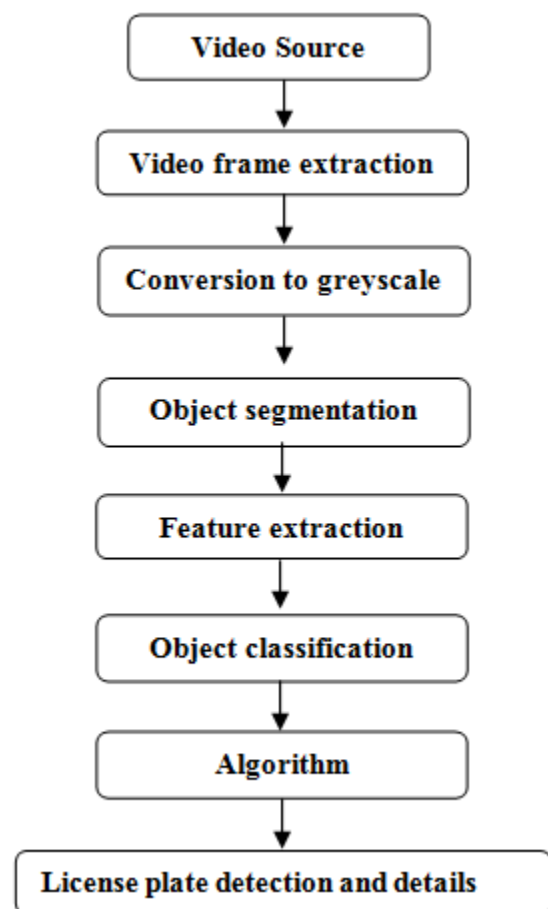 Video Source
Video frame extraction
Conversion to greyscale
Object segmentation
Feature extraction
Object classification
Algorithm
License plate detection and details